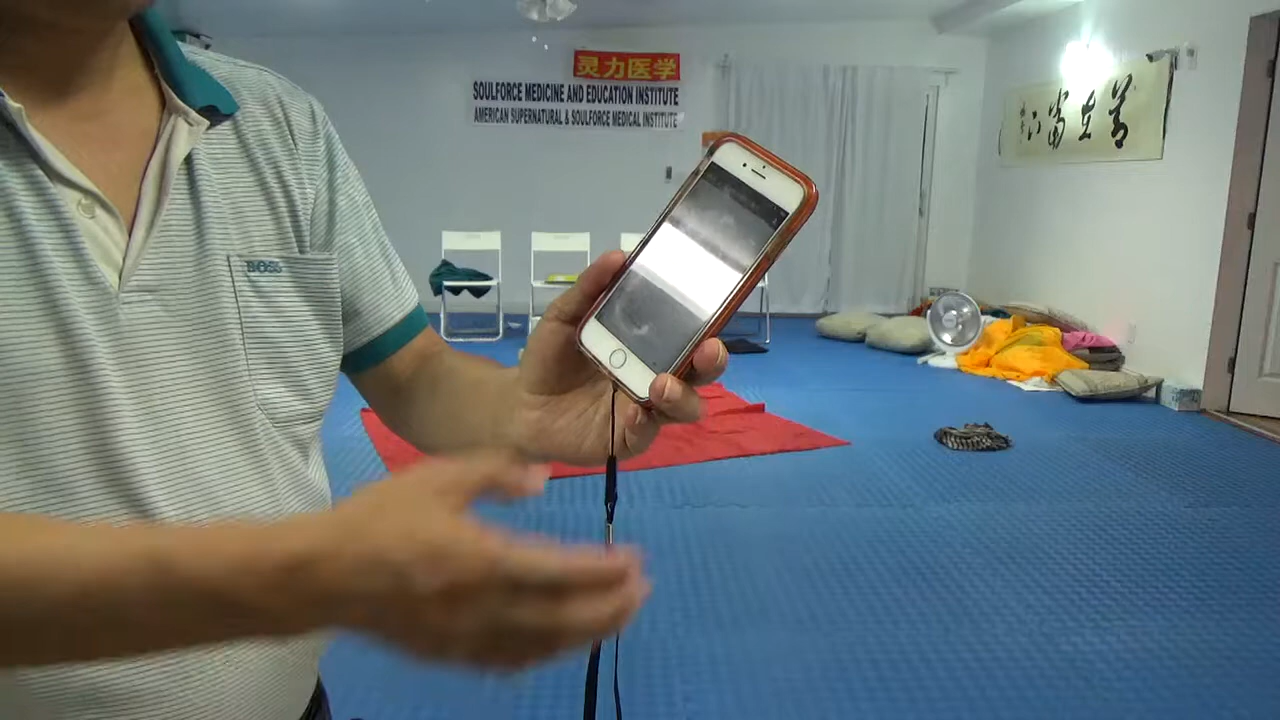 灵力医学
SOULFORCE MEDICINE AND EDUCATION INSTITUTE
AMERICAN SUPERNATURAL & SOULFORCE MEDICAL INSTITUTE
BOSS